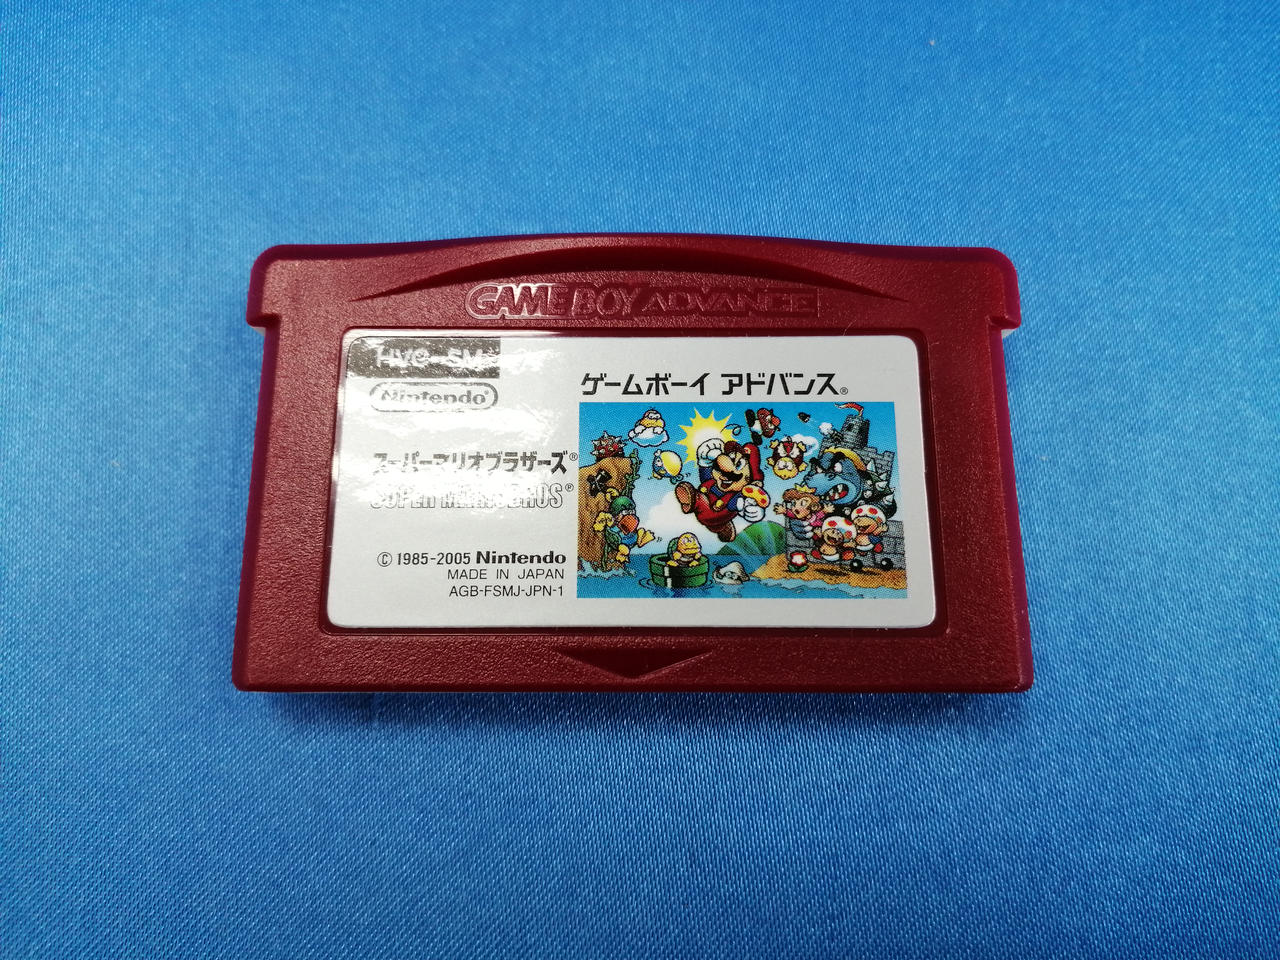 GAME BOY ADVANCE
HVC-SM
Nintendo®
ゲームボーイ アドバンス®
スーパーマリオブラザーズ®
SUPER MARIO BROS®
© 1985-2005 Nintendo
MADE IN JAPAN
AGB-FSMJ-JPN-1